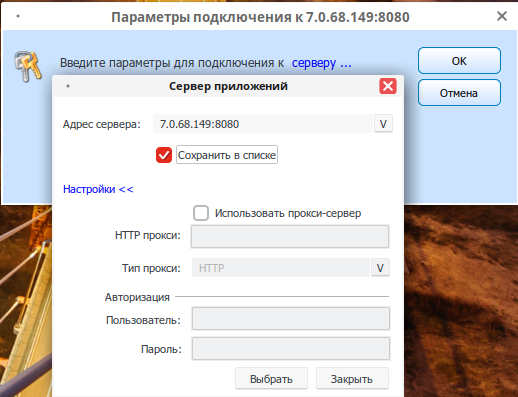 Параметры подключения к 7.0.68.149:8080
Введите параметры для подключения к серверу ...
OK
Отмена
Сервер приложений
Адрес сервера: 7.0.68.149:8080 V
Сохранить в списке
Настройки <<
Использовать прокси-сервер
HTTP прокси:
Тип прокси: HTTP V
Авторизация
Пользователь:
Пароль:
Выбрать Закрыть